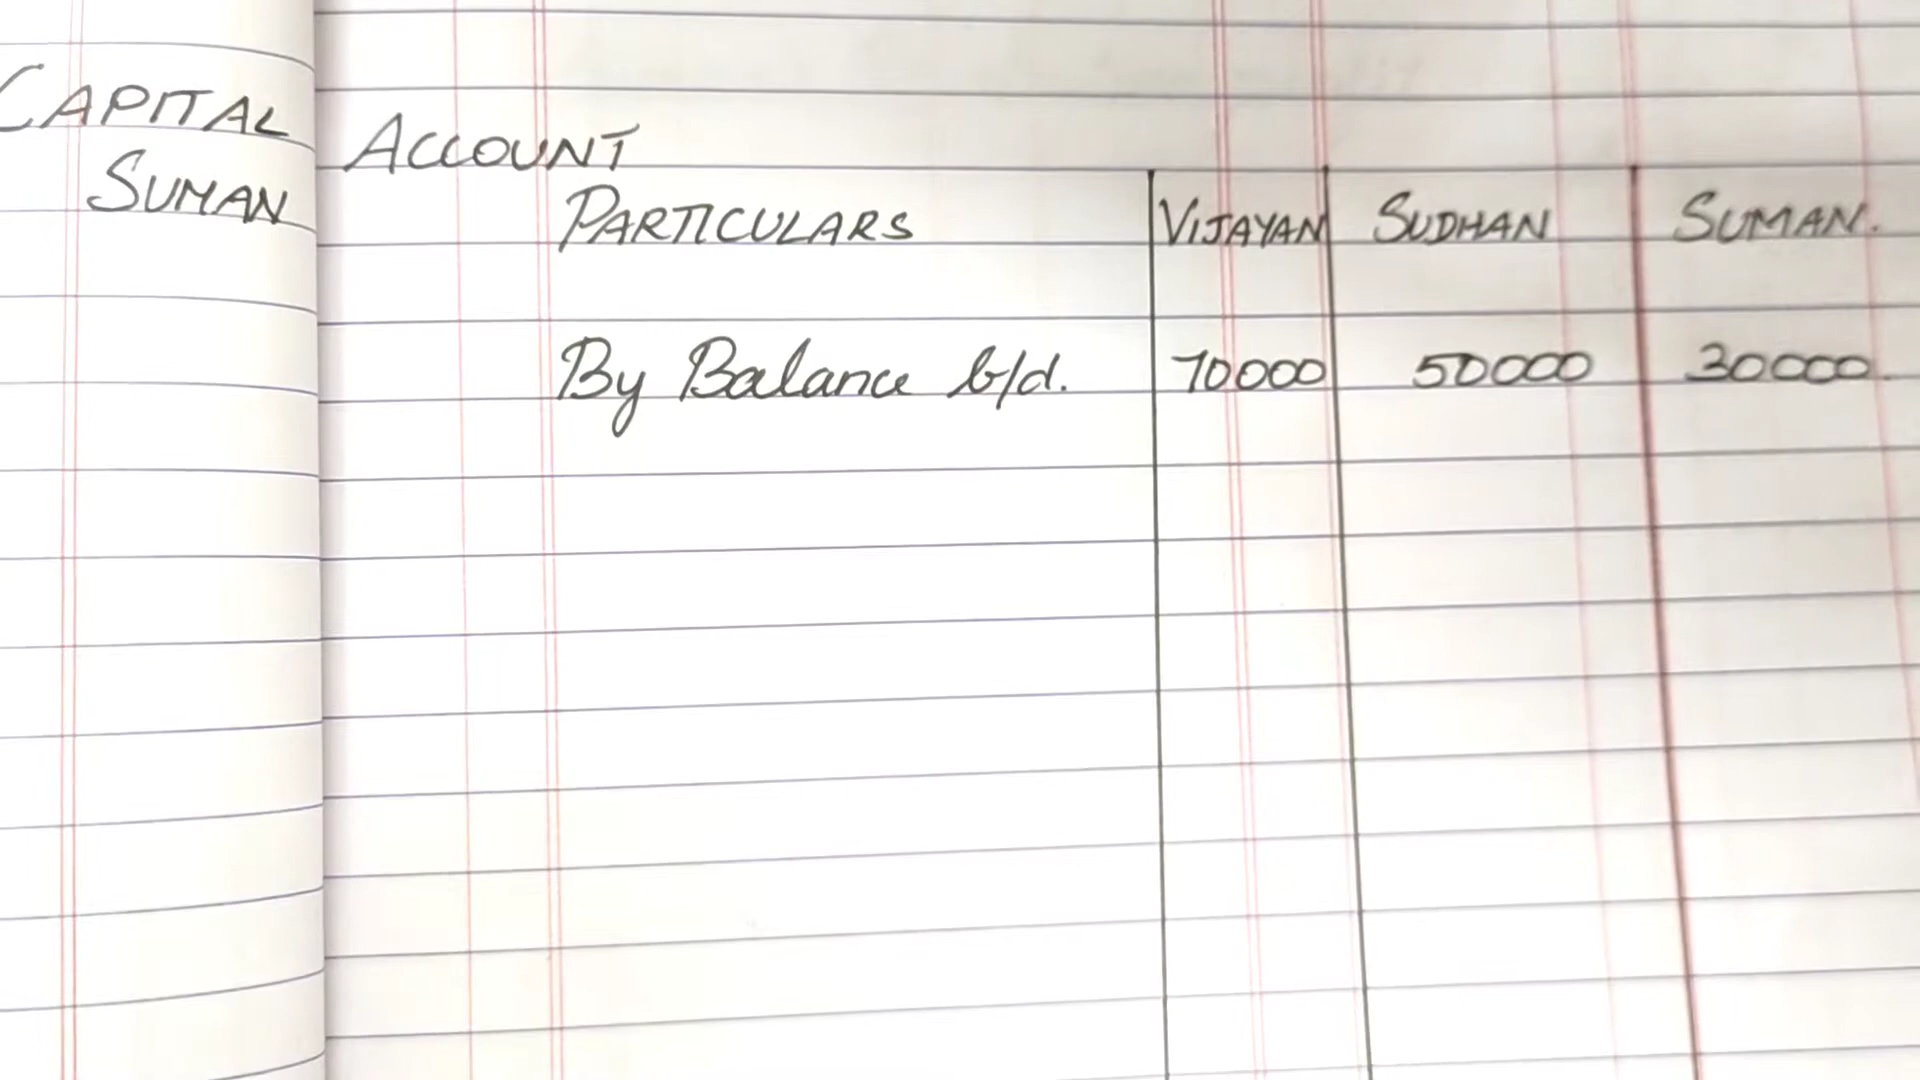 CAPITAL ACCOUNT
SUMAN PARTICULARS VIJAYAN SUDHAN SUMAN.
By Balance b/d. 70000 50000 30000